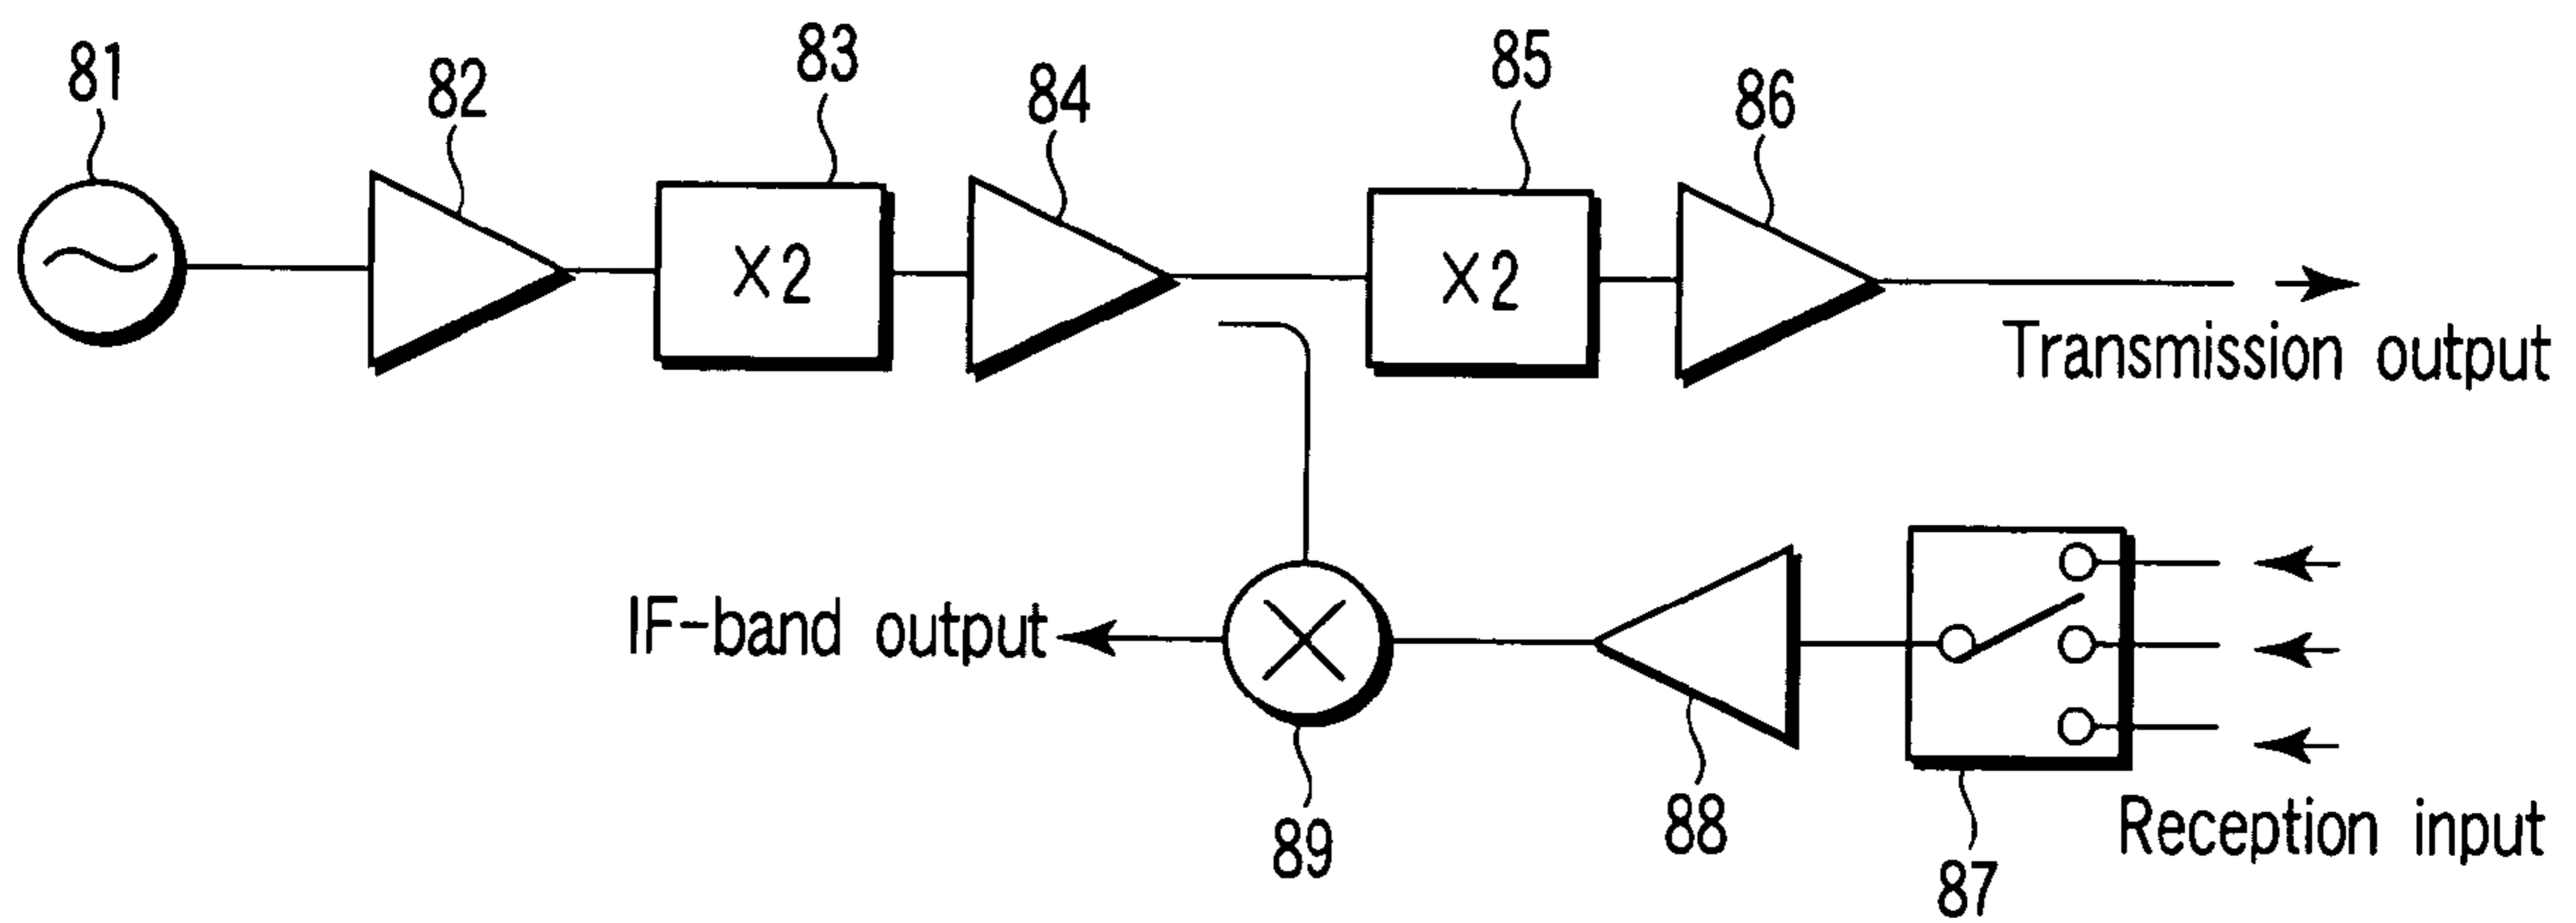 81
82
83
84
85
86
X2
X2
Transmission output
IF-band output
89
88
87
Reception input